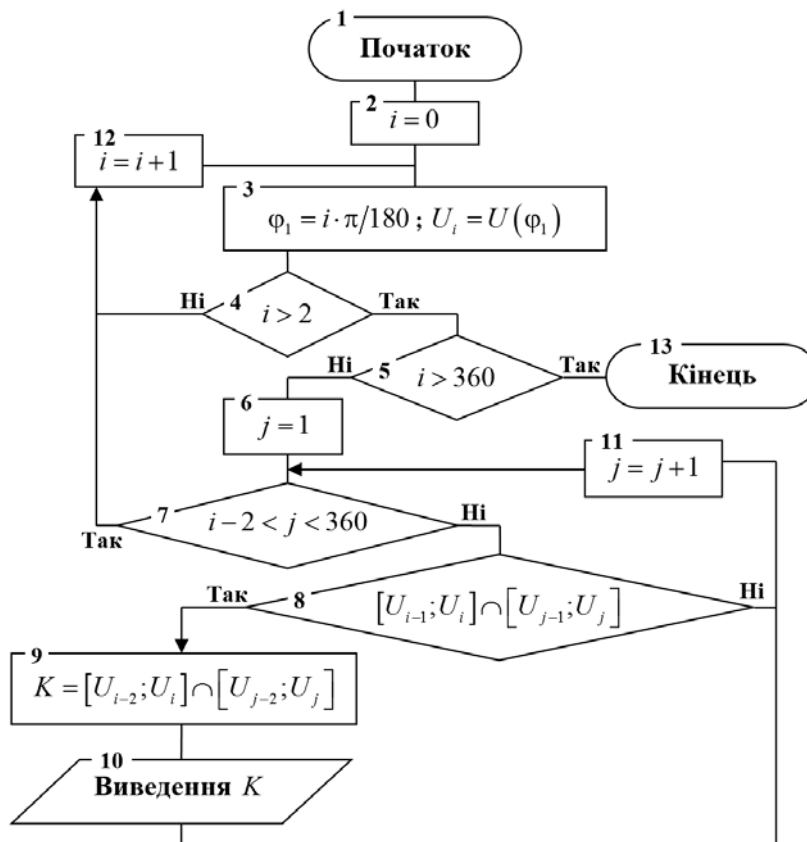 1
Початок
2
i = 0
12
i = i + 1
3
φ₁ = i · π/180 ; Uᵢ = U(φ₁)
Ні
4
i > 2
Так
Ні
5
i > 360
Так
13
Кінець
6
j = 1
11
j = j + 1
7
i − 2 < j < 360
Так
Ні
Так
8
[Uᵢ₋₁; Uᵢ] ∩ [Uⱼ₋₁; Uⱼ]
Ні
9
K = [Uᵢ₋₂; Uᵢ] ∩ [Uⱼ₋₂; Uⱼ]
10
Виведення K